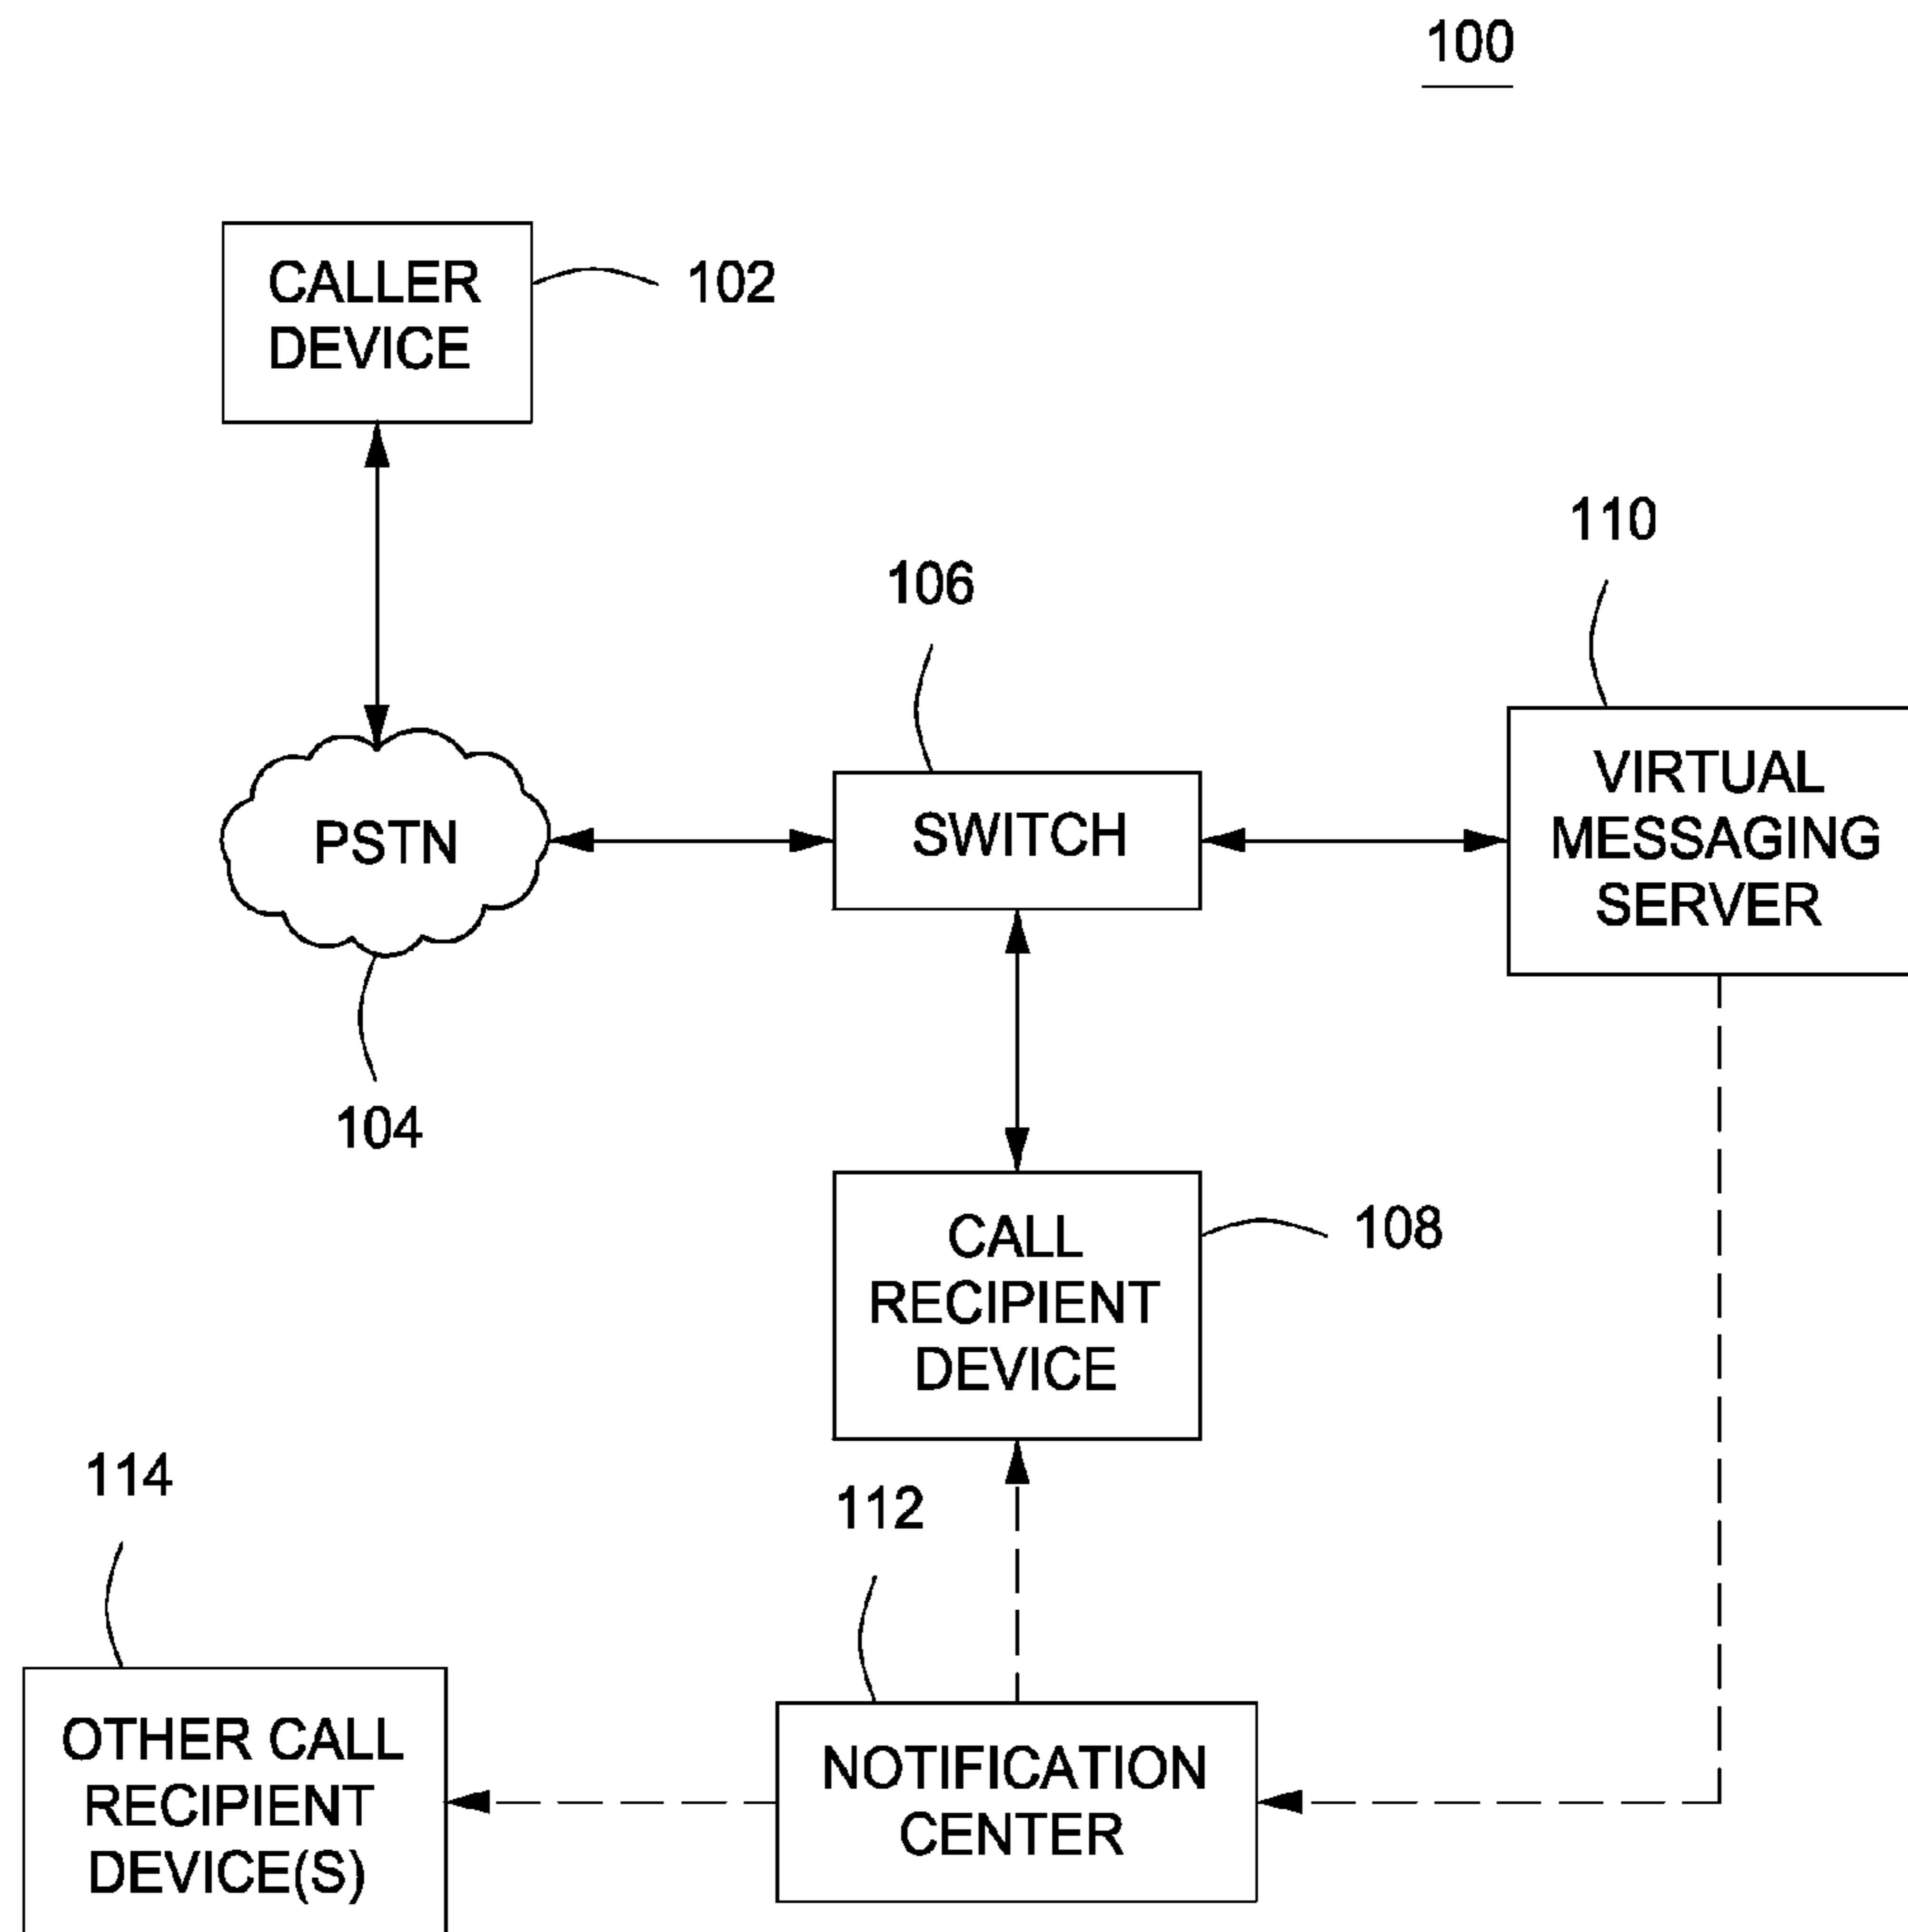 100
CALLER
DEVICE
102
110
106
VIRTUAL
MESSAGING
SERVER
PSTN
SWITCH
104
CALL
RECIPIENT
DEVICE
108
114
112
OTHER CALL
RECIPIENT
DEVICE(S)
NOTIFICATION
CENTER